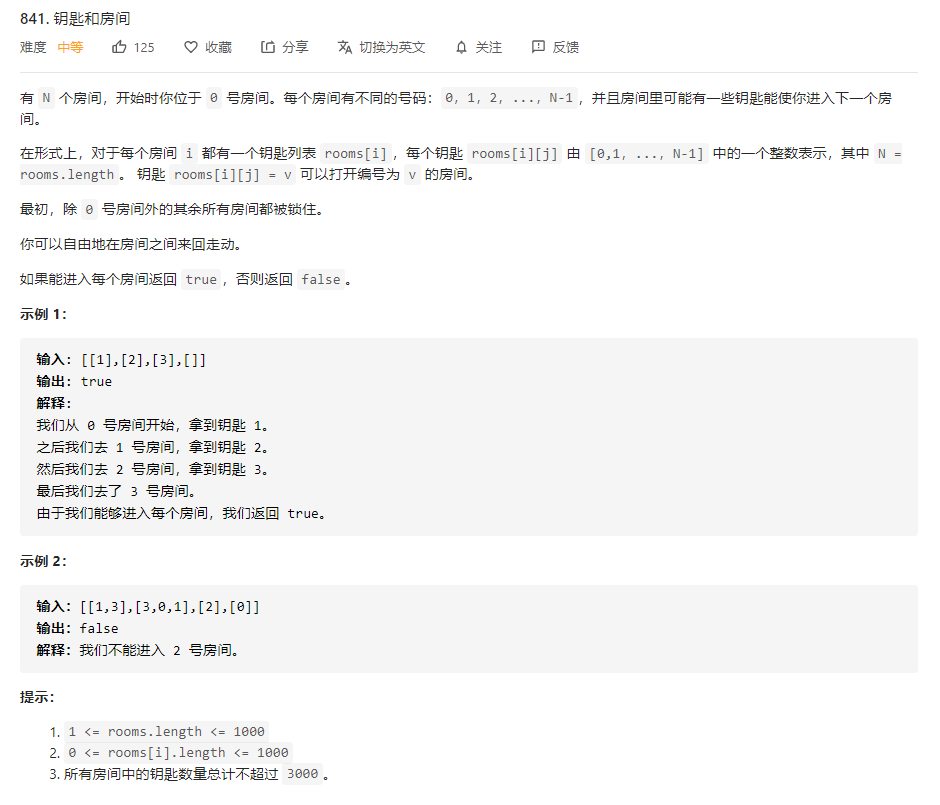 841. 钥匙和房间
难度 中等 125 收藏 分享 切换为英文 关注 反馈
有 N 个房间，开始时你位于 0 号房间。每个房间有不同的号码：0, 1, 2, ..., N-1，并且房间里可能有一些钥匙能使你进入下一个房
间。
在形式上，对于每个房间 i 都有一个钥匙列表 rooms[i]，每个钥匙 rooms[i][j] 由 [0,1, ..., N-1] 中的一个整数表示，其中 N =
rooms.length。 钥匙 rooms[i][j] = v 可以打开编号为 v 的房间。
最初，除 0 号房间外的其余所有房间都被锁住。
你可以自由地在房间之间来回走动。
如果能进入每个房间返回 true，否则返回 false。
示例 1：
输入: [[1],[2],[3],[]]
输出: true
解释:
我们从 0 号房间开始，拿到钥匙 1。
之后我们去 1 号房间，拿到钥匙 2。
然后我们去 2 号房间，拿到钥匙 3。
最后我们去了 3 号房间。
由于我们能够进入每个房间，我们返回 true。
示例 2：
输入：[[1,3],[3,0,1],[2],[0]]
输出：false
解释：我们不能进入 2 号房间。
提示：
1. 1 <= rooms.length <= 1000
2. 0 <= rooms[i].length <= 1000
3. 所有房间中的钥匙数量总计不超过 3000。